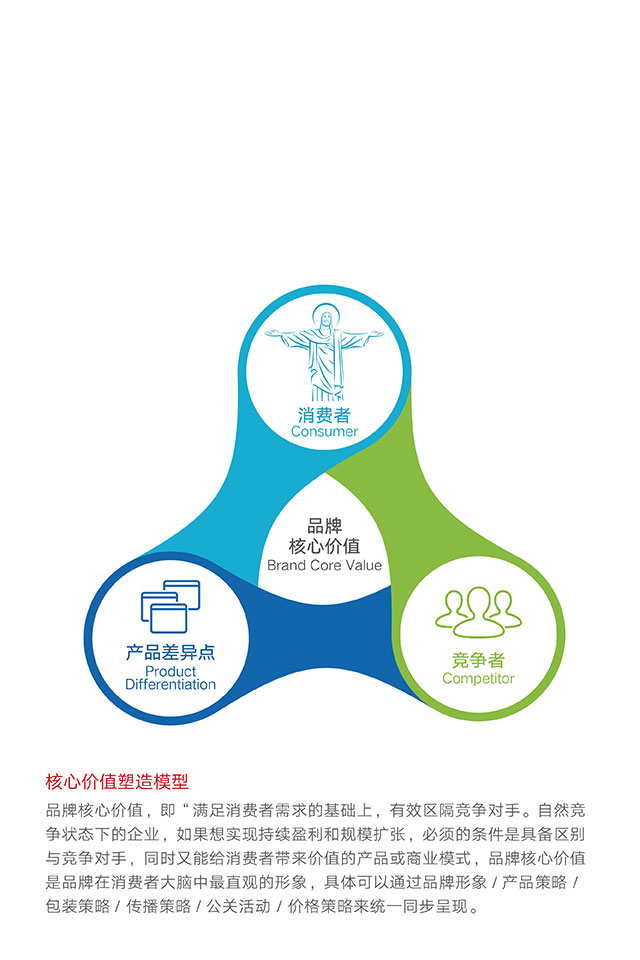 消费者
Consumer
品牌
核心价值
Brand Core Value
产品差异点
Product
Differentiation
竞争者
Competitor
核心价值塑造模型
品牌核心价值，即“满足消费者需求的基础上，有效区隔竞争对手。自然竞
争状态下的企业，如果想实现持续盈利和规模扩张，必须的条件是具备区别
与竞争对手，同时又能给消费者带来价值的产品或商业模式，品牌核心价值
是品牌在消费者大脑中最直观的形象，具体可以通过品牌形象 / 产品策略 /
包装策略 / 传播策略 / 公关活动 / 价格策略来统一同步呈现。